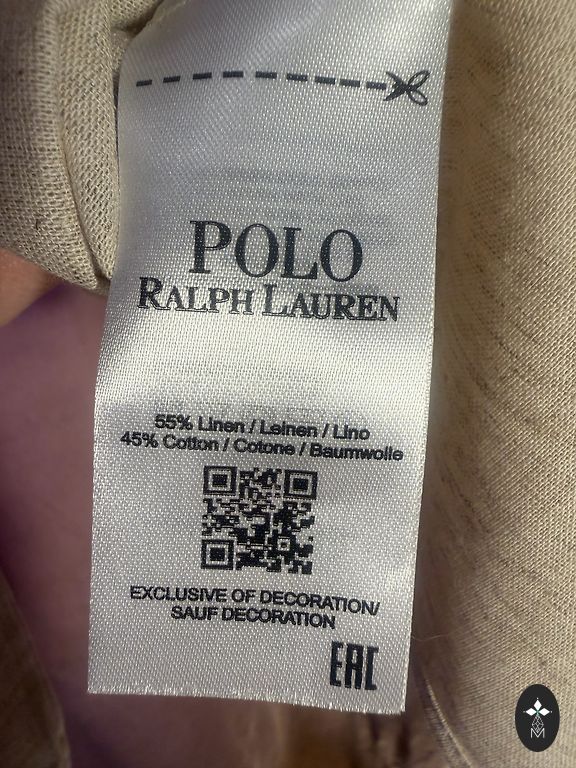 POLO
RALPH LAUREN
55% Linen / Leinen / Lino
45% Cotton / Cotone / Baumwolle
EXCLUSIVE OF DECORATION/
SAUF DECORATION
EAC
M